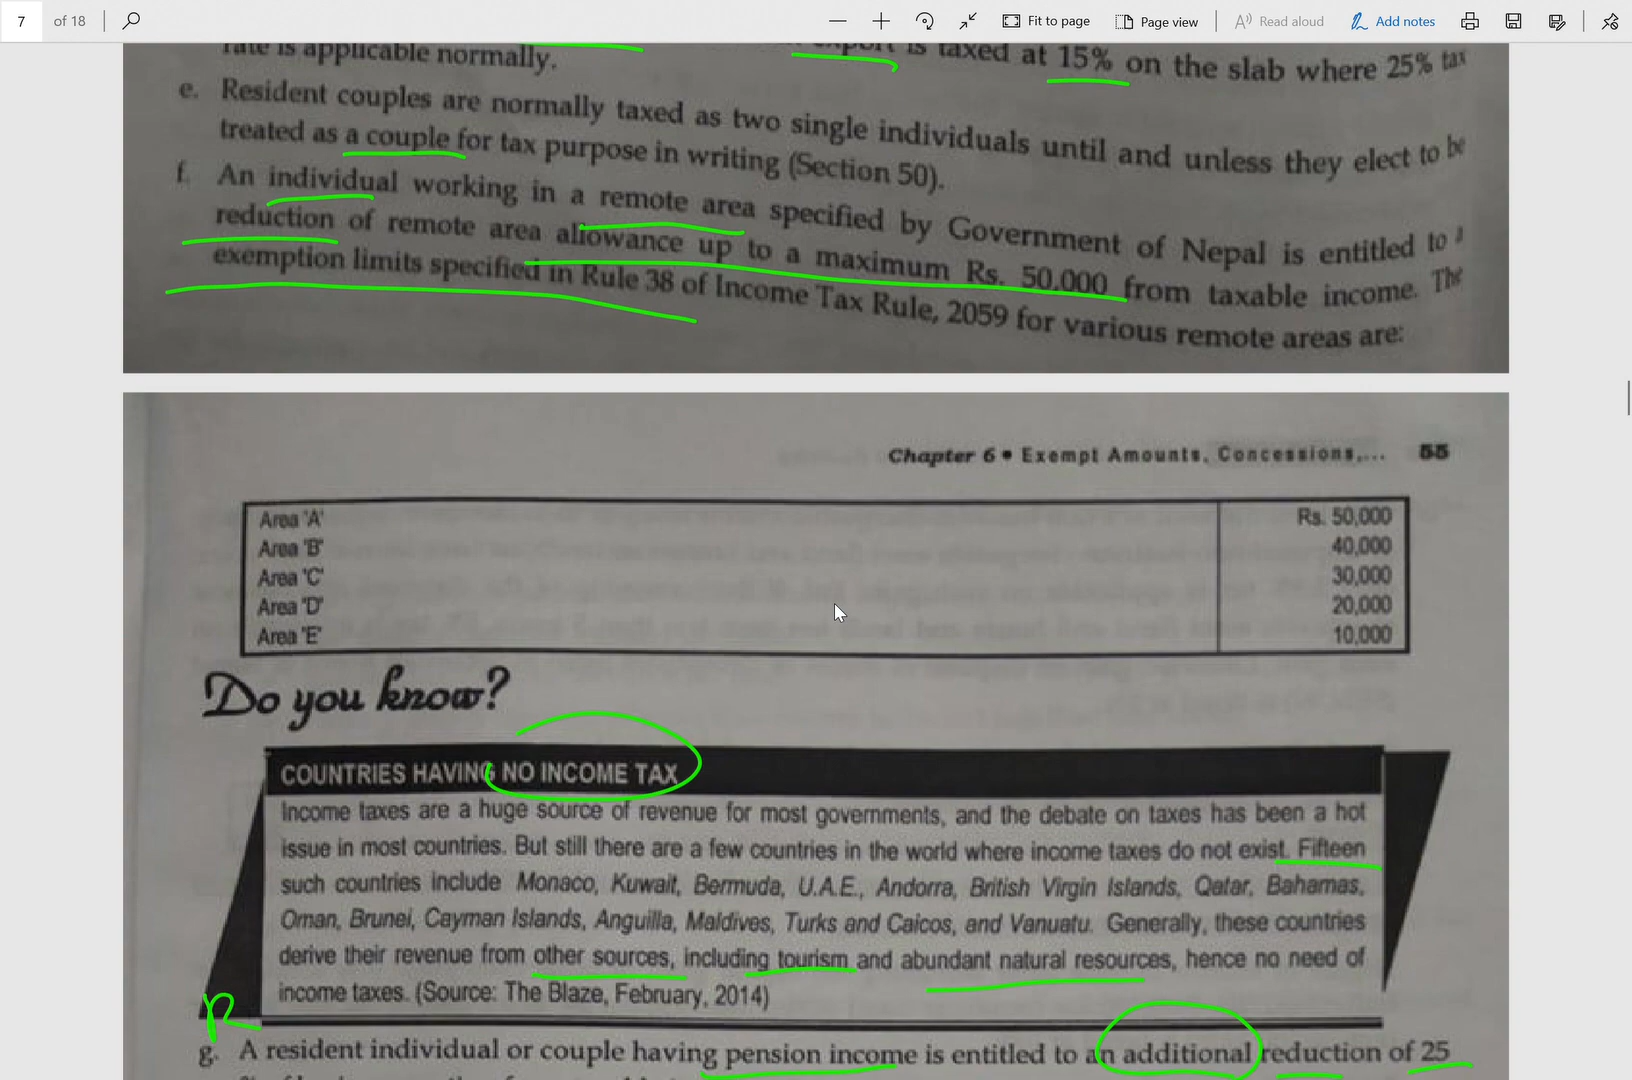 7 of 18 Fit to page Page view Read aloud Add notes
rate is applicable normally. export is taxed at 15% on the slab where 25% tax
e. Resident couples are normally taxed as two single individuals until and unless they elect to be
treated as a couple for tax purpose in writing (Section 50).
f. An individual working in a remote area specified by Government of Nepal is entitled to a
reduction of remote area allowance up to a maximum Rs. 50,000 from taxable income. The
exemption limits specified in Rule 38 of Income Tax Rule, 2059 for various remote areas are:
Chapter 6 • Exempt Amounts, Concessions,... 55
Area 'A' Rs. 50,000
Area 'B' 40,000
Area 'C' 30,000
Area 'D' 20,000
Area 'E' 10,000
Do you know?
COUNTRIES HAVING NO INCOME TAX
Income taxes are a huge source of revenue for most governments, and the debate on taxes has been a hot
issue in most countries. But still there are a few countries in the world where income taxes do not exist. Fifteen
such countries include Monaco, Kuwait, Bermuda, U.A.E., Andorra, British Virgin Islands, Qatar, Bahamas,
Oman, Brunei, Cayman Islands, Anguilla, Maldives, Turks and Caicos, and Vanuatu. Generally, these countries
derive their revenue from other sources, including tourism and abundant natural resources, hence no need of
income taxes. (Source: The Blaze, February, 2014)
g. A resident individual or couple having pension income is entitled to an additional reduction of 25